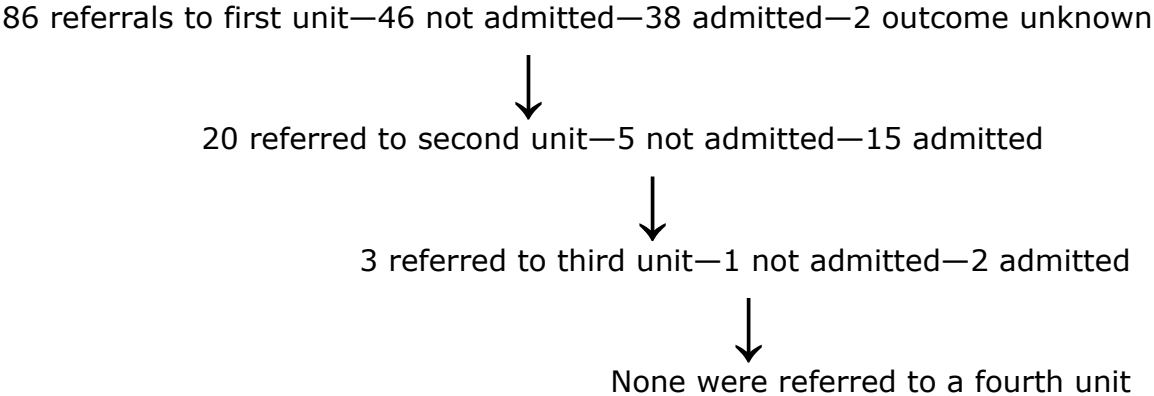 86 referrals to first unit—46 not admitted—38 admitted—2 outcome unknown
20 referred to second unit—5 not admitted—15 admitted
3 referred to third unit—1 not admitted—2 admitted
None were referred to a fourth unit